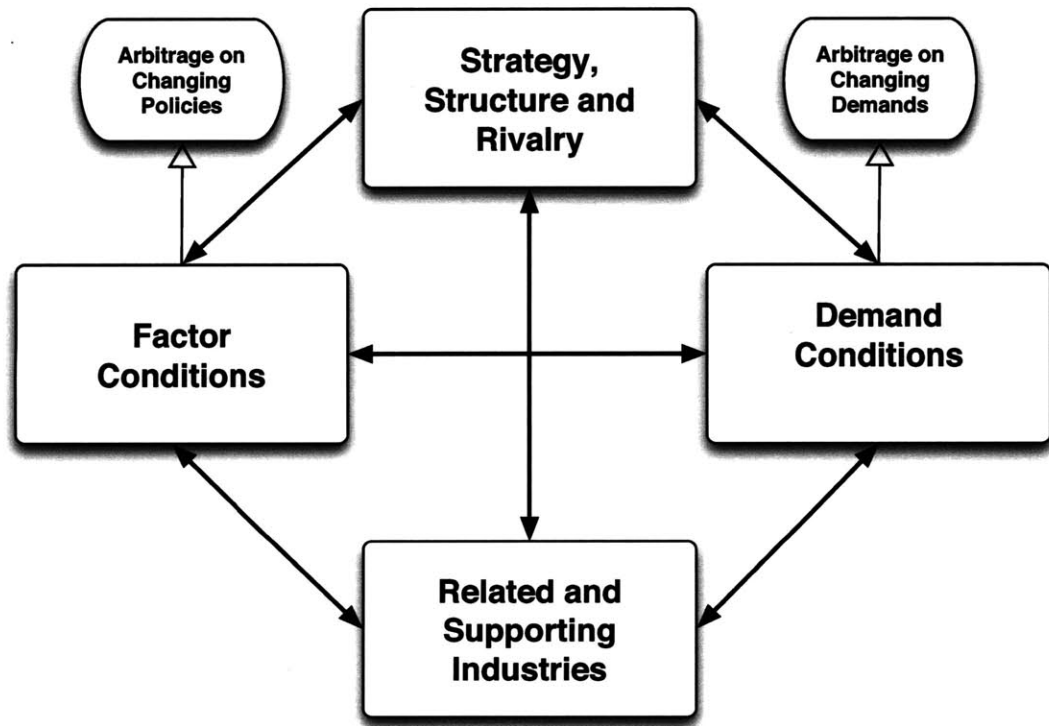 Arbitrage on
Changing
Policies
Strategy,
Structure and
Rivalry
Arbitrage on
Changing
Demands
Factor
Conditions
Demand
Conditions
Related and
Supporting
Industries